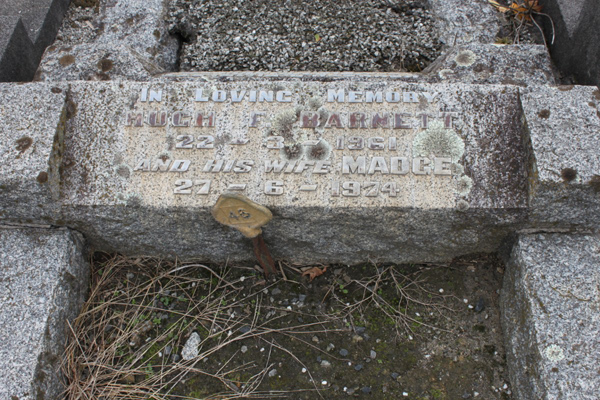 In Loving Memory
HUGH F. BARNETT
22 - 3 - 1961
AND HIS WIFE MADGE
27 - 6 - 1974